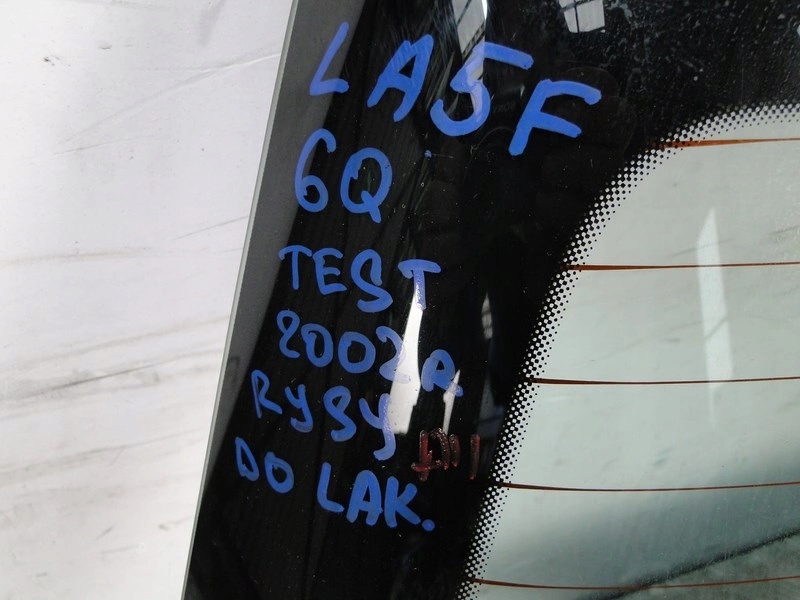 LA5F
6Q
TEST
2002R.
RYSY
DO LAK.